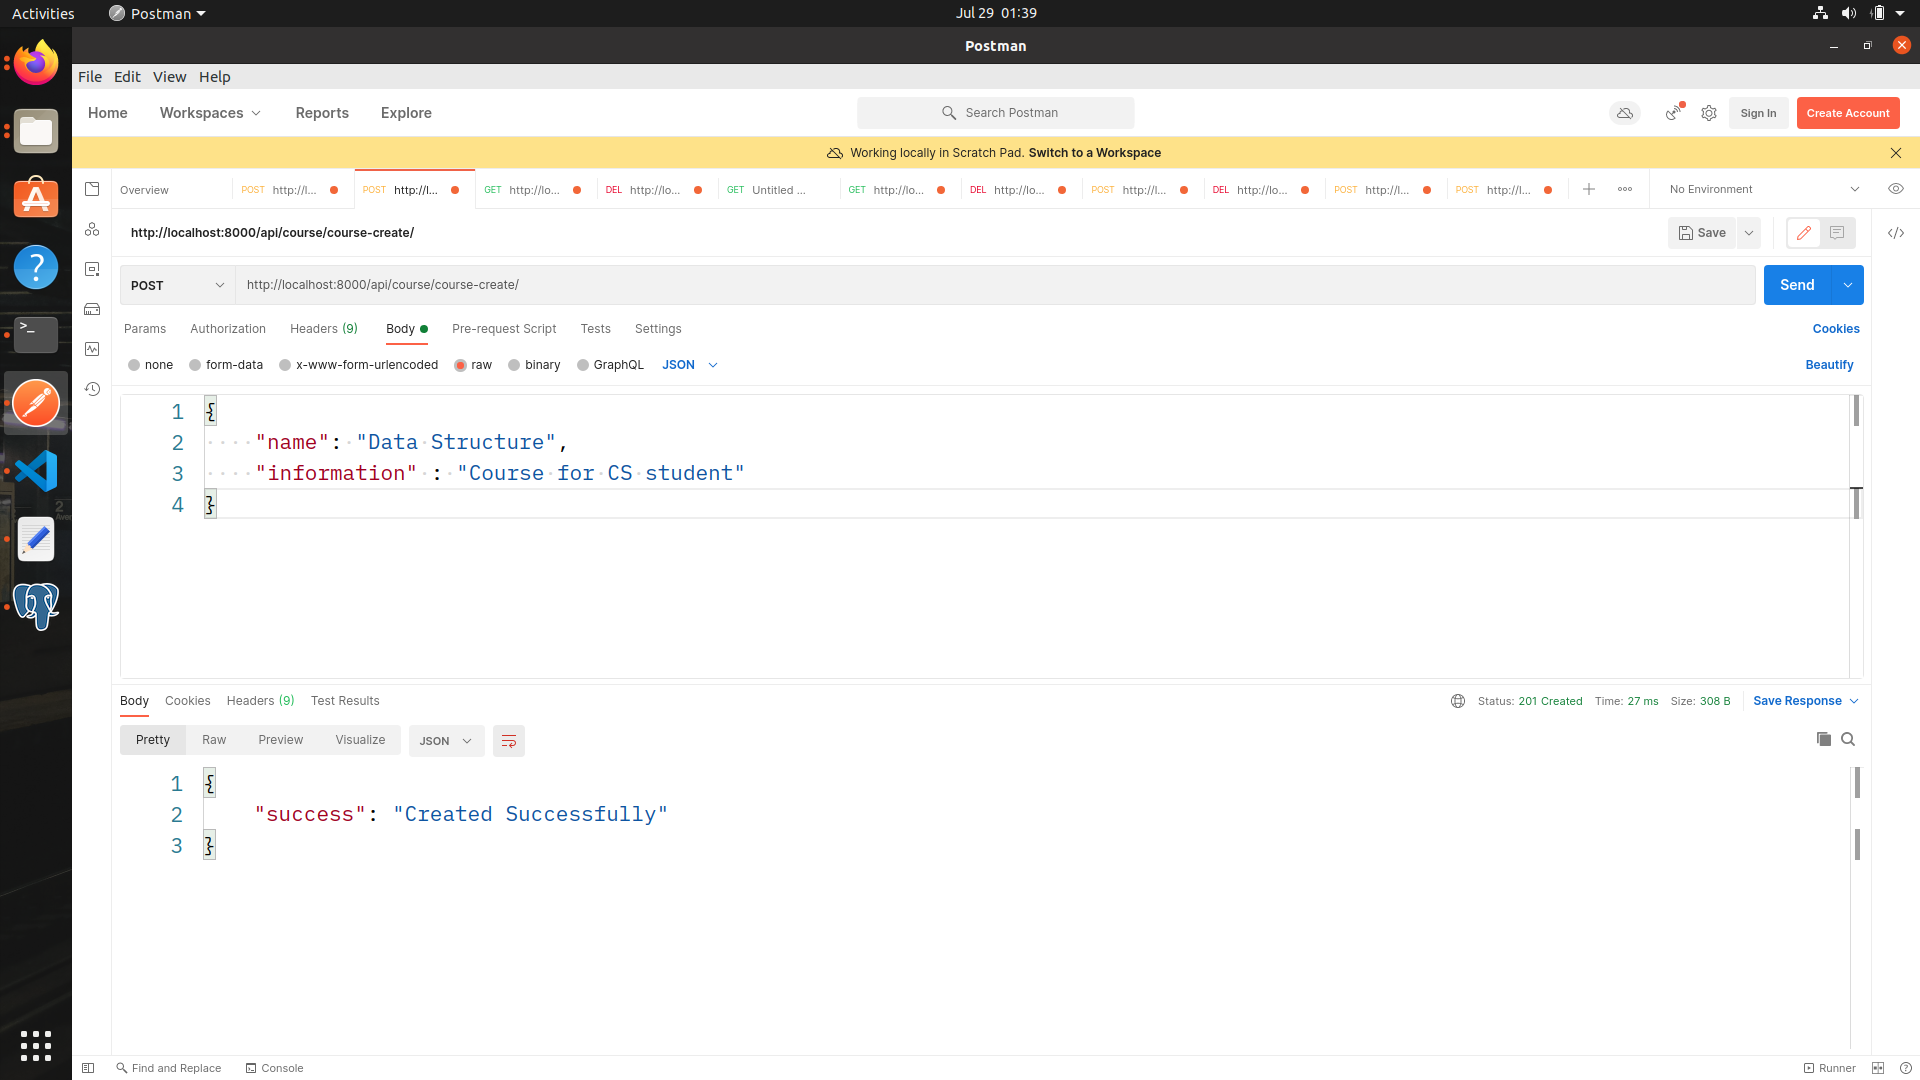 Activities Postman Jul 29 01:39
Postman
File Edit View Help
Home Workspaces Reports Explore Search Postman Sign In Create Account
Working locally in Scratch Pad. Switch to a Workspace
Overview POST http://l... POST http://l... GET http://lo... DEL http://lo... GET Untitled ... GET http://lo... DEL http://lo... POST http://l... DEL http://lo... POST http://l... POST http://l... No Environment
http://localhost:8000/api/course/course-create/ Save
POST http://localhost:8000/api/course/course-create/ Send
Params Authorization Headers (9) Body Pre-request Script Tests Settings Cookies
none form-data x-www-form-urlencoded raw binary GraphQL JSON Beautify
1 {
2 "name": "Data Structure",
3 "information" : "Course for CS student"
4 }
Body Cookies Headers (9) Test Results Status: 201 Created Time: 27 ms Size: 308 B Save Response
Pretty Raw Preview Visualize JSON
1 {
2 "success": "Created Successfully"
3 }
Find and Replace Console Runner